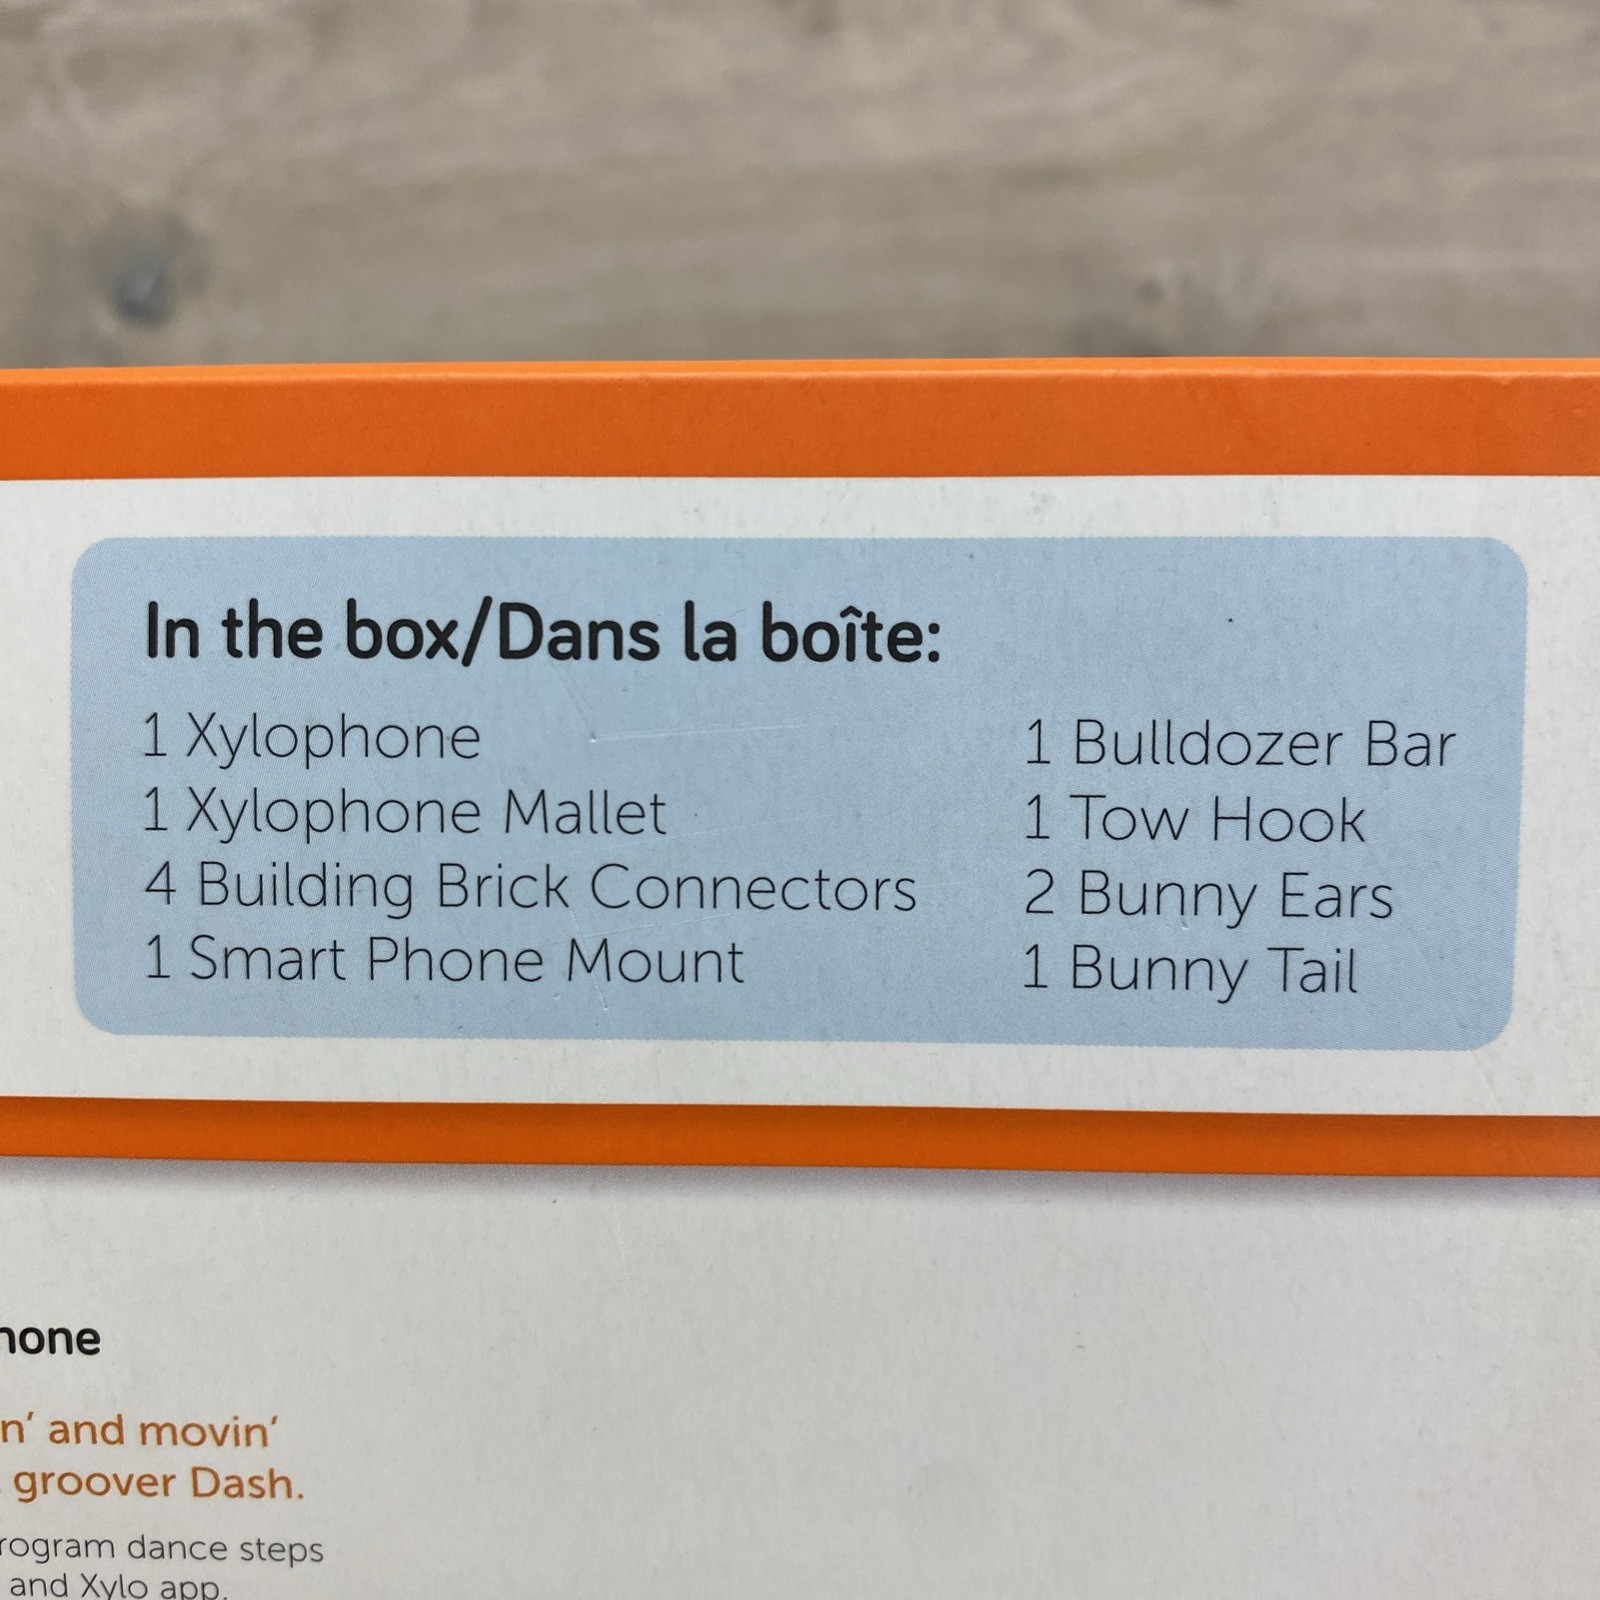 In the box/Dans la boîte:
1 Xylophone
1 Xylophone Mallet
4 Building Brick Connectors
1 Smart Phone Mount
1 Bulldozer Bar
1 Tow Hook
2 Bunny Ears
1 Bunny Tail
hone
n' and movin'
groover Dash.
rogram dance steps
and Xylo app.